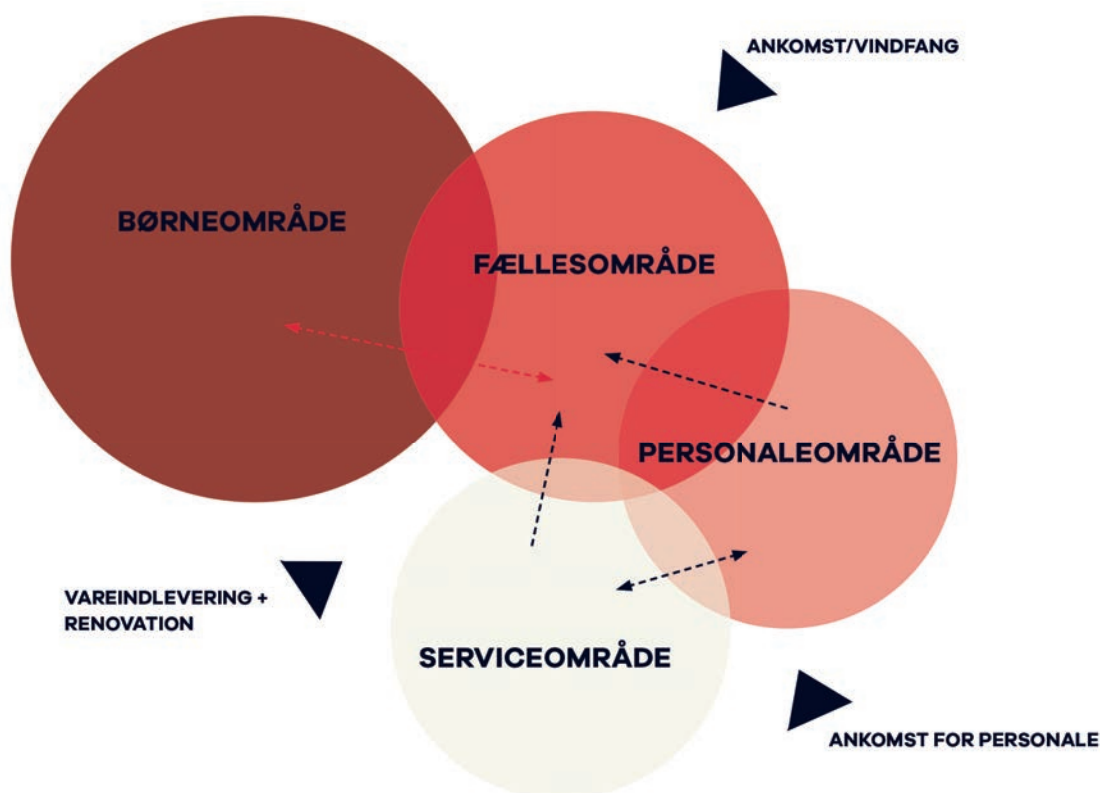 ANKOMST/VINDFANG
BØRNEOMRÅDE
FÆLLESOMRÅDE
PERSONALEOMRÅDE
VAREINDLEVERING +
RENOVATION
SERVICEOMRÅDE
ANKOMST FOR PERSONALE